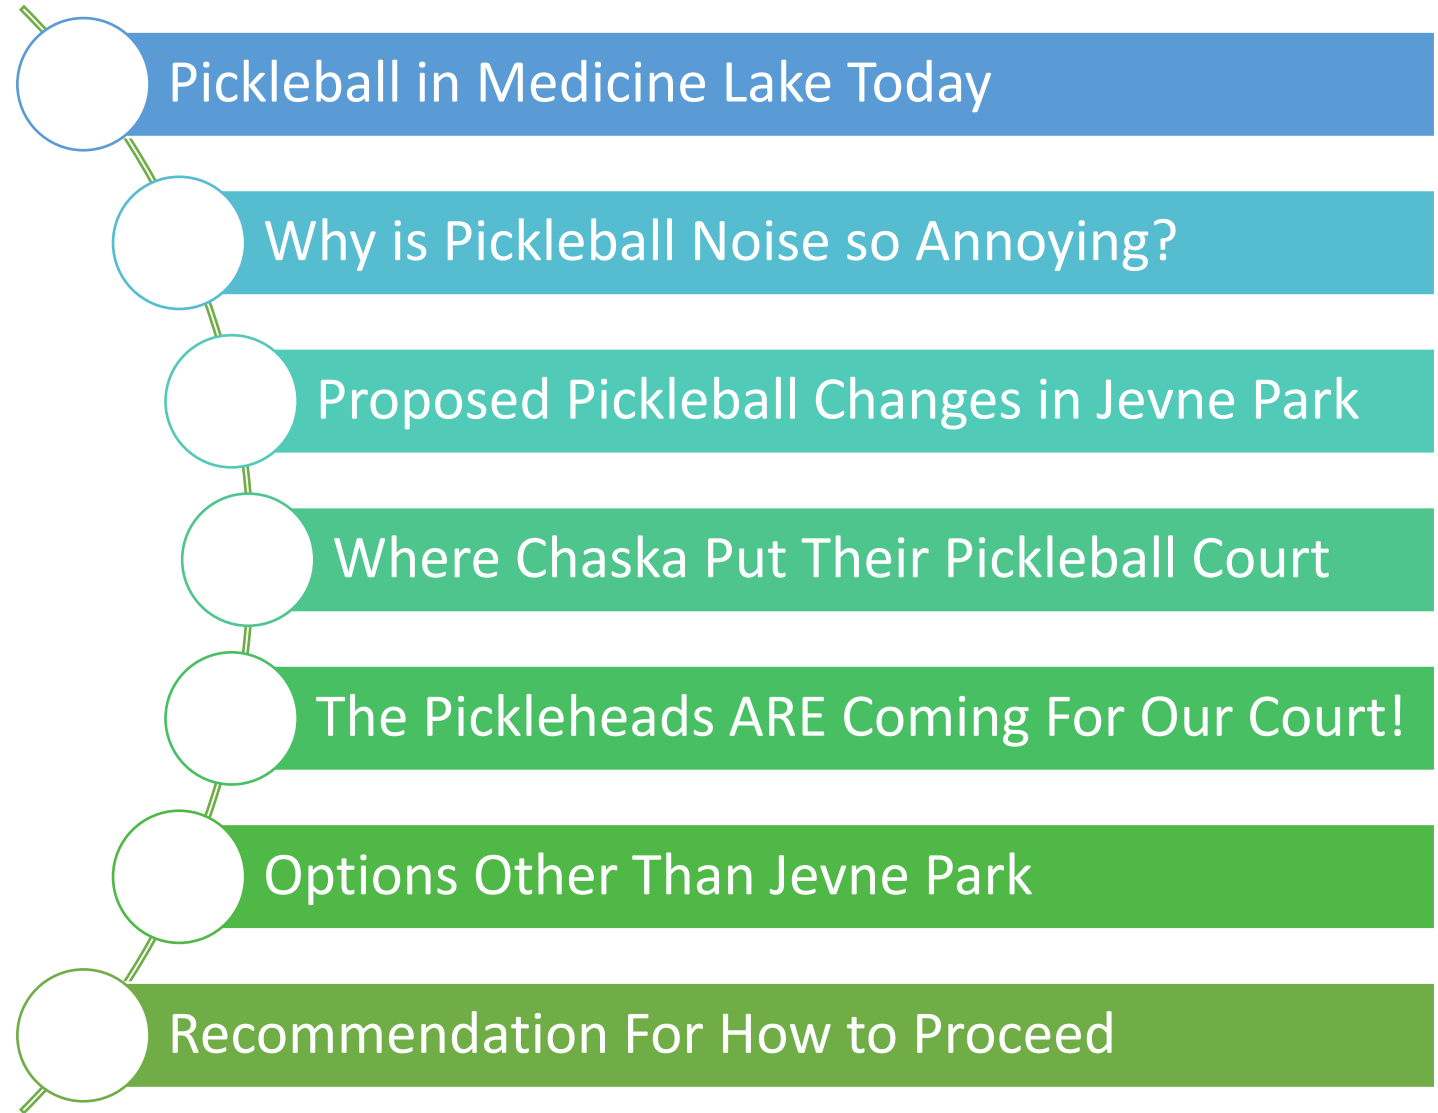 Pickleball in Medicine Lake Today
Why is Pickleball Noise so Annoying?
Proposed Pickleball Changes in Jevne Park
Where Chaska Put Their Pickleball Court
The Pickleheads ARE Coming For Our Court!
Options Other Than Jevne Park
Recommendation For How to Proceed